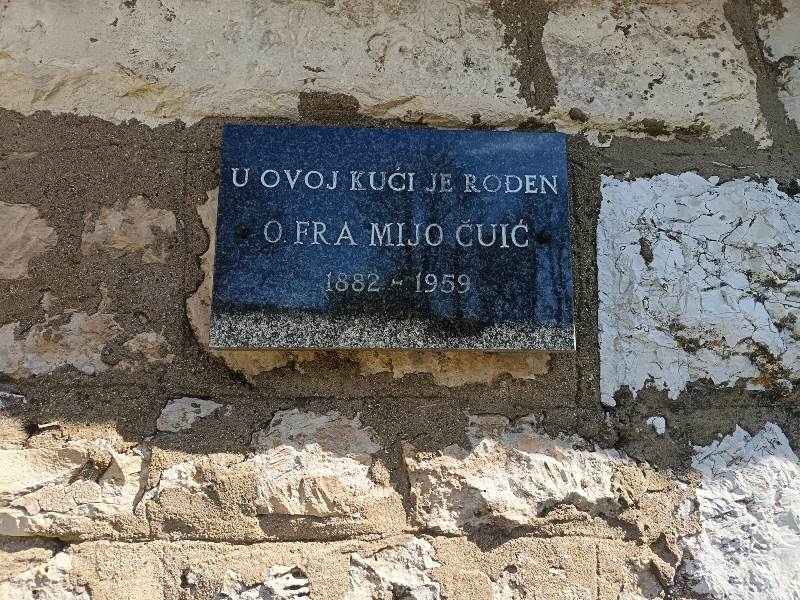 U OVOJ KUĆI JE ROĐEN
O. FRA MIJO ČUIĆ
1882 - 1959